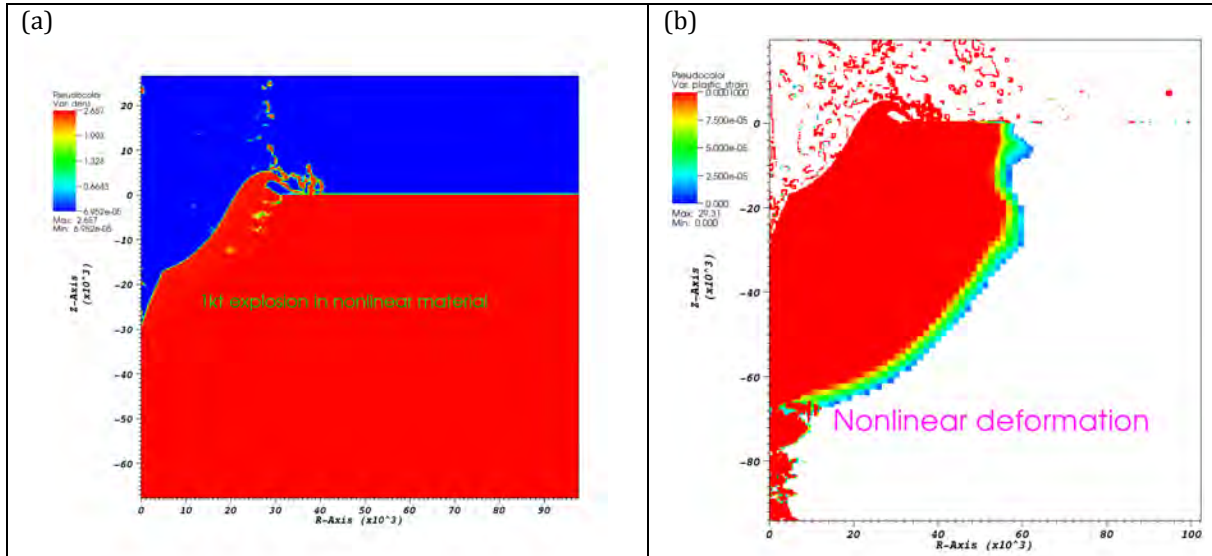 (a)
Pseudocolor
Var: dens
2.657
1.993
1.328
0.6643
6.952e-05
Max: 2.657
Min: 6.952e-05
20
10
0
-10
-20
-30
-40
-50
-60
Z-Axis
(x10^3)
1kt explosion in nonlinear material
0 10 20 30 40 50 60 70 80 90
R-Axis (x10^3)
(b)
Pseudocolor
Var: plastic_strain
0.0001000
7.500e-05
5.000e-05
2.500e-05
0.000
Max: 29.31
Min: 0.000
0
-20
-40
-60
-80
Z-Axis
(x10^3)
Nonlinear deformation
0 20 40 60 80 100
R-Axis (x10^3)